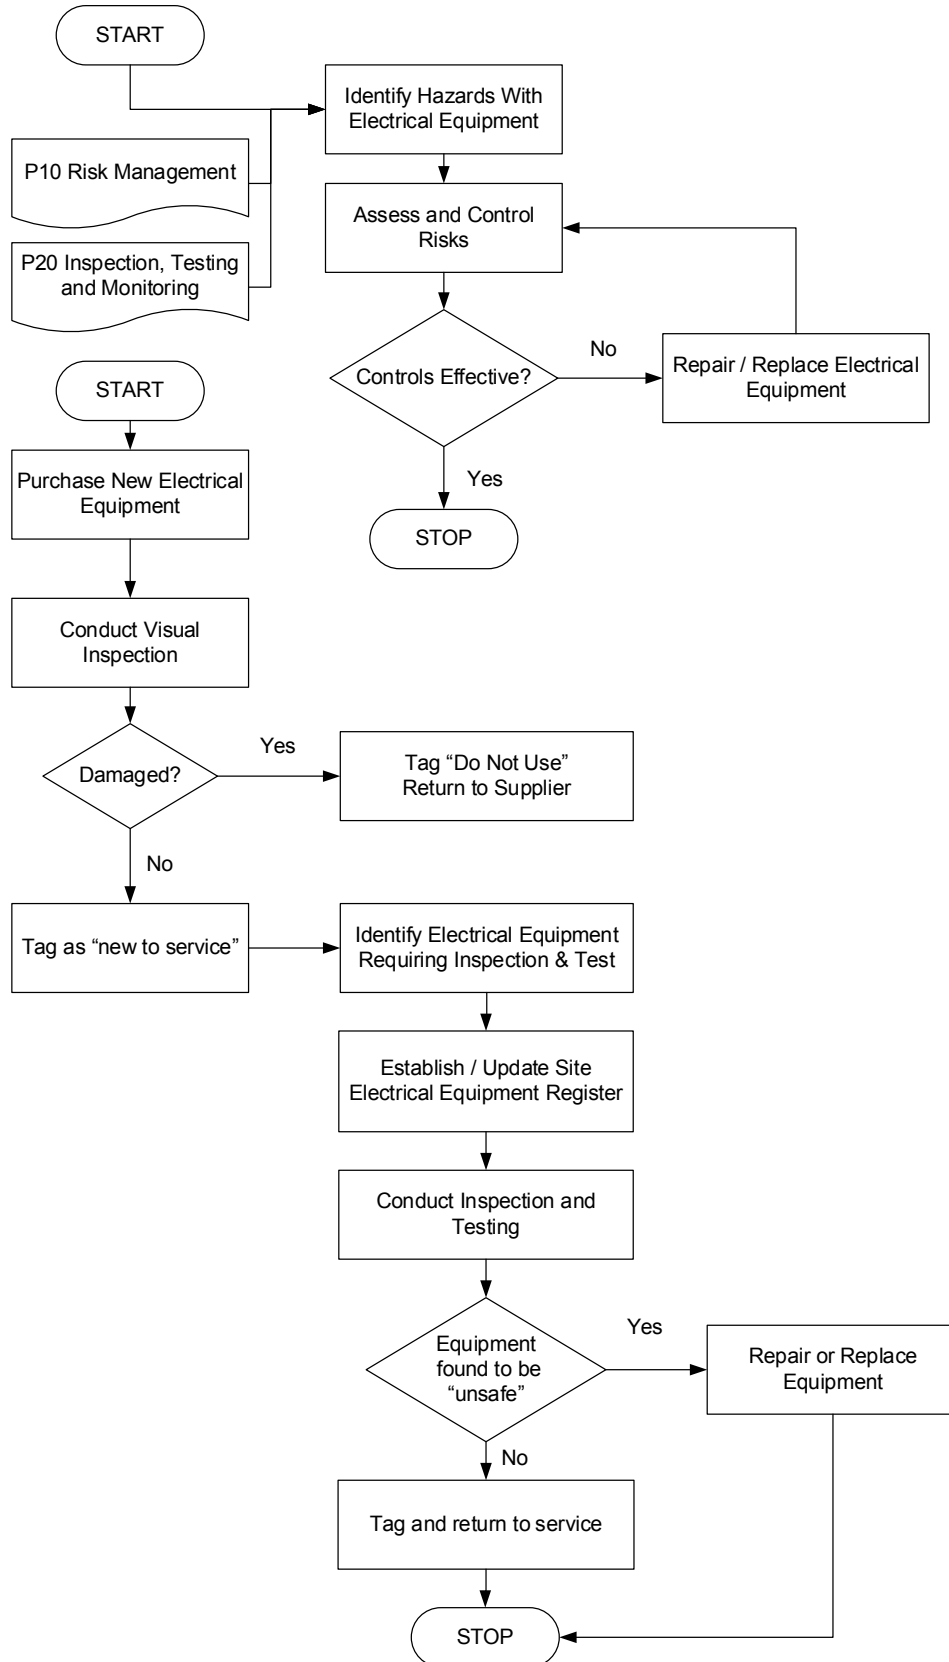 START
Identify Hazards With
Electrical Equipment
P10 Risk Management
Assess and Control
Risks
P20 Inspection, Testing
and Monitoring
Controls Effective?
No
Repair / Replace Electrical
Equipment
Yes
STOP
START
Purchase New Electrical
Equipment
Conduct Visual
Inspection
Damaged?
Yes
Tag “Do Not Use”
Return to Supplier
No
Tag as “new to service”
Identify Electrical Equipment
Requiring Inspection & Test
Establish / Update Site
Electrical Equipment Register
Conduct Inspection and
Testing
Equipment
found to be
“unsafe”
Yes
Repair or Replace
Equipment
No
Tag and return to service
STOP